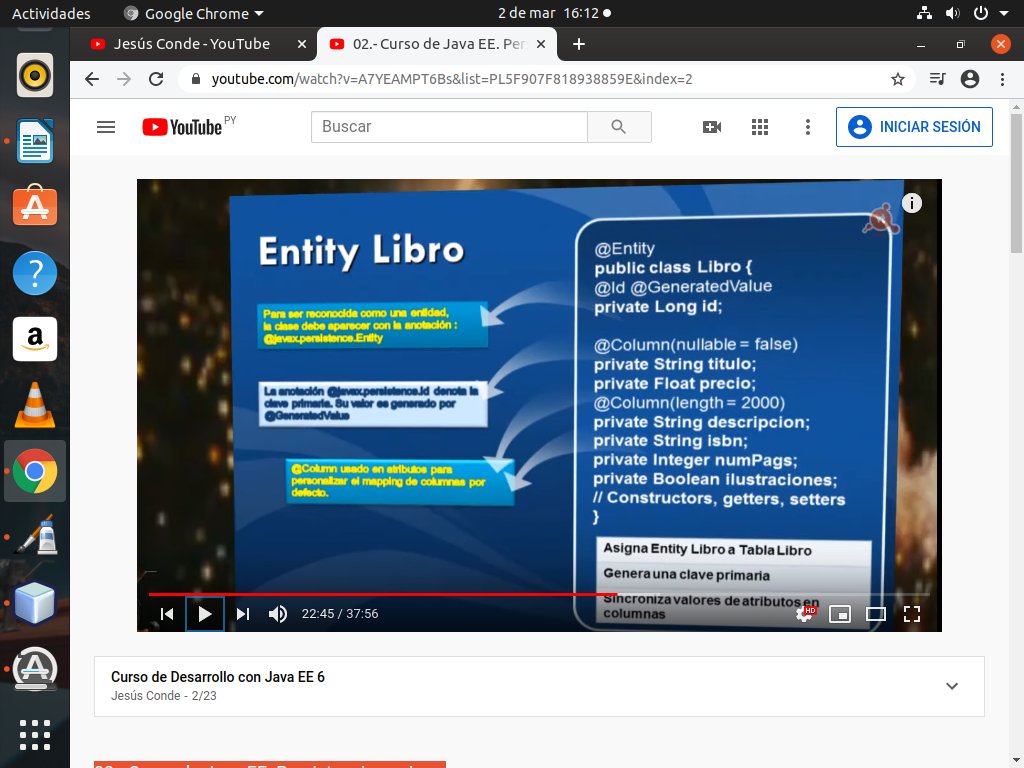 Actividades
Google Chrome
2 de mar 16:12
Jesús Conde - YouTube
02.- Curso de Java EE. Per
youtube.com/watch?v=A7YEAMPT6Bs&list=PL5F907F818938859E&index=2
YouTube PY
Buscar
INICIAR SESIÓN
Entity Libro
Para ser reconocida como una entidad,
la clase debe aparecer con la anotación :
@javax.persistence.Entity
La anotación @javax.persistence.Id denota la
clave primaria. Su valor es generado por
@GeneratedValue
@Column usado en atributos para
personalizar el mapping de columnas por
defecto.
@Entity
public class Libro {
@Id @GeneratedValue
private Long id;
@Column(nullable = false)
private String titulo;
private Float precio;
@Column(length = 2000)
private String descripcion;
private String isbn;
private Integer numPags;
private Boolean ilustraciones;
// Constructors, getters, setters
}
Asigna Entity Libro a Tabla Libro
Genera una clave primaria
Sincroniza valores de atributos en
columnas
22:45 / 37:56
HD
Curso de Desarrollo con Java EE 6
Jesús Conde - 2/23